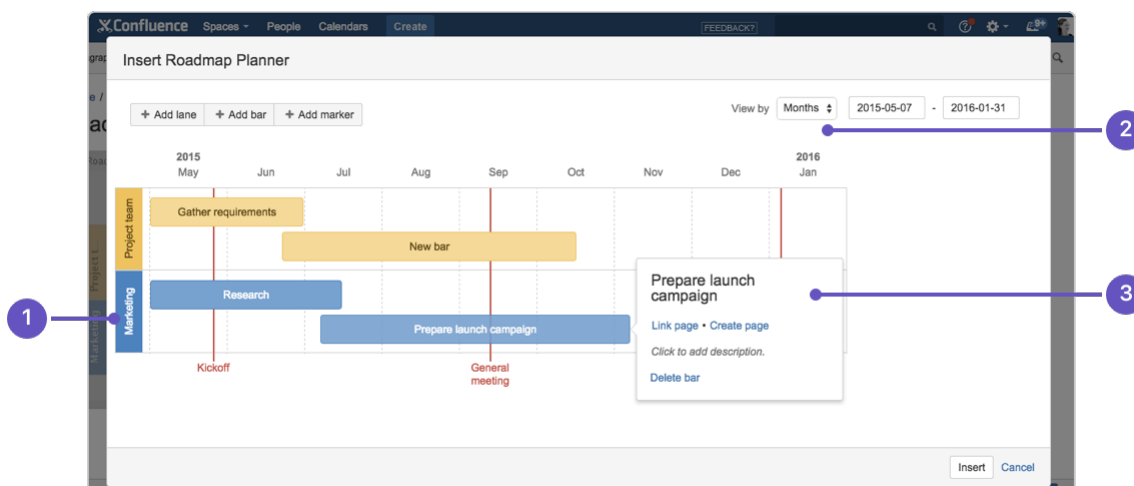 Confluence Spaces People Calendars Create FEEDBACK? 9+
Insert Roadmap Planner
+ Add lane + Add bar + Add marker View by Months 2015-05-07 - 2016-01-31
2
2015 2016
May Jun Jul Aug Sep Oct Nov Dec Jan
Project team
Gather requirements
New bar
Marketing
Research
Prepare launch campaign
Kickoff
General
meeting
Prepare launch
campaign
Link page • Create page
Click to add description.
Delete bar
1
3
Insert Cancel